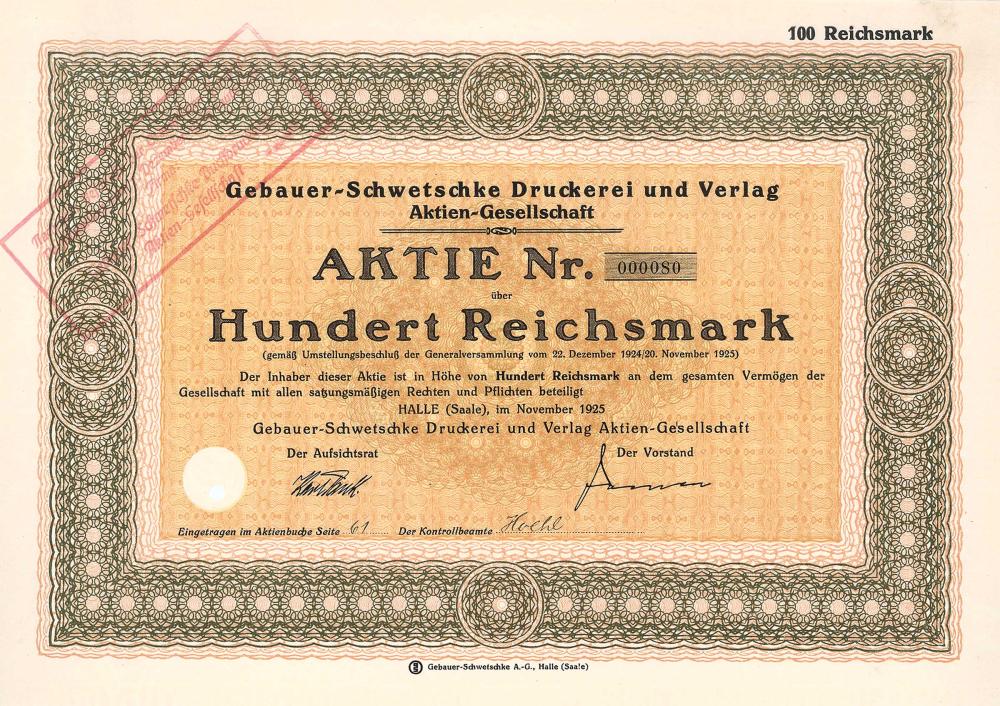 100 Reichsmark
Gebauer-Schwetschke Druckerei und Verlag
Aktien-Gesellschaft
AKTIE Nr. 000080
über
Hundert Reichsmark
(gemäß Umstellungsbeschluß der Generalversammlung vom 22. Dezember 1924/20. November 1925)
Der Inhaber dieser Aktie ist in Höhe von Hundert Reichsmark an dem gesamten Vermögen der
Gesellschaft mit allen satzungsmäßigen Rechten und Pflichten beteiligt
HALLE (Saale), im November 1925
Gebauer-Schwetschke Druckerei und Verlag Aktien-Gesellschaft
Der Aufsichtsrat Der Vorstand
Eingetragen im Aktienbuche Seite 61 Der Kontrollbeamte Hoehl
Gebauer-Schwetschke A.-G., Halle (Saale)
Aktien-Gesellschaft